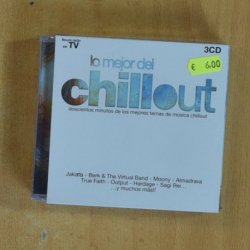 Anunciado en
TV
3CD
€ 6,00
lo mejor del
chillout
doscientos minutos de los mejores temas de música chillout
Jakatta - Berk & The Virtual Band - Moony - Almadrava
True Faith - Output - Hardage - Sagi Rei...
...y muchos más!!